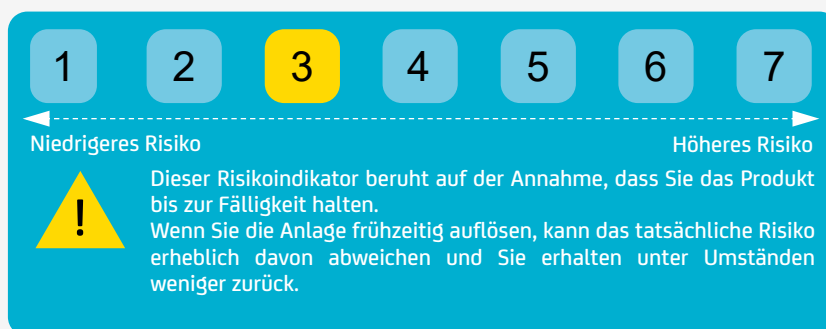 1 2 3 4 5 6 7
Niedrigeres Risiko Höheres Risiko
!
Dieser Risikoindikator beruht auf der Annahme, dass Sie das Produkt
bis zur Fälligkeit halten.
Wenn Sie die Anlage frühzeitig auflösen, kann das tatsächliche Risiko
erheblich davon abweichen und Sie erhalten unter Umständen
weniger zurück.